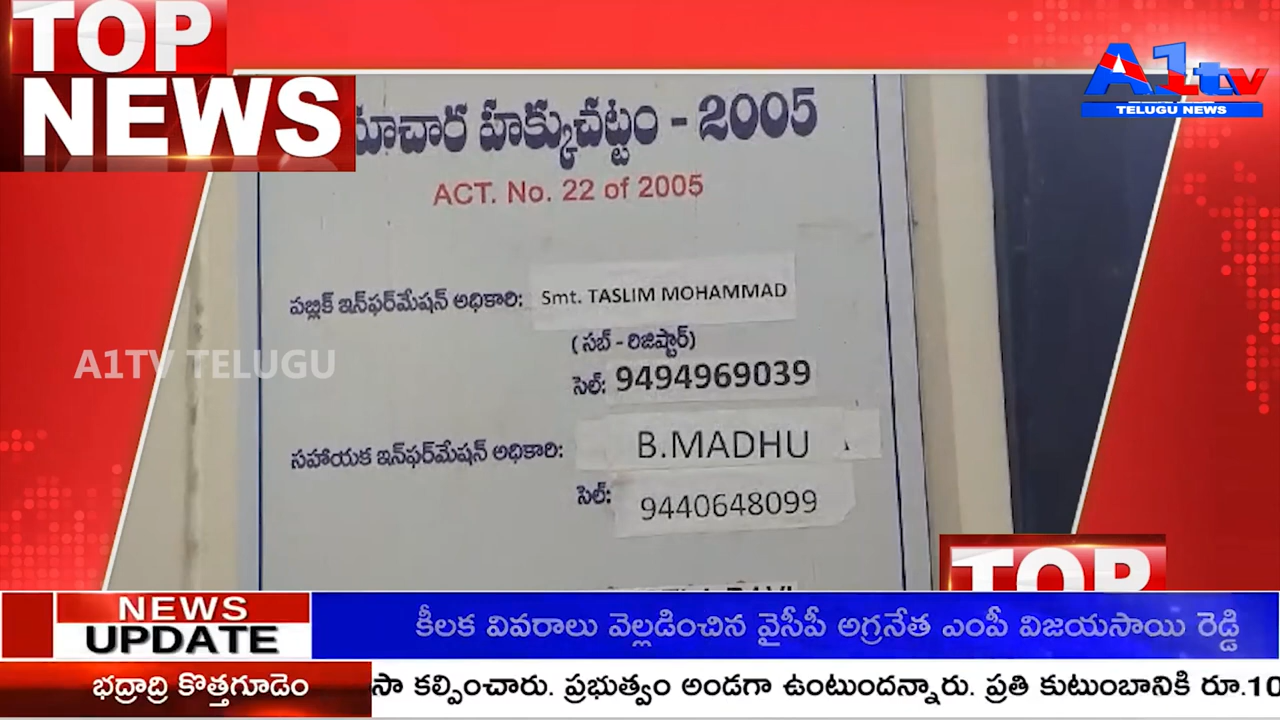 TOP
NEWS
A1tv
TELUGU NEWS
హక్కుచట్టం - 2005
ACT. No. 22 of 2005
పబ్లిక్ ఇన్‌ఫర్‌మేషన్ అధికారి: Smt. TASLIM MOHAMMAD
( సబ్ - రిజిష్ట్రార్)
సెల్: 9494969039
A1TV TELUGU
సహాయక ఇన్‌ఫర్‌మేషన్ అధికారి: B.MADHU
సెల్: 9440648099
TOP
NEWS
UPDATE
కీలక వివరాలు వెల్లడించిన వైసీపీ అగ్రనేత ఎంపీ విజయసాయి రెడ్డి
భద్రాద్రి కొత్తగూడెం
సా కల్పించారు. ప్రభుత్వం అండగా ఉంటుందన్నారు. ప్రతి కుటుంబానికి రూ.10